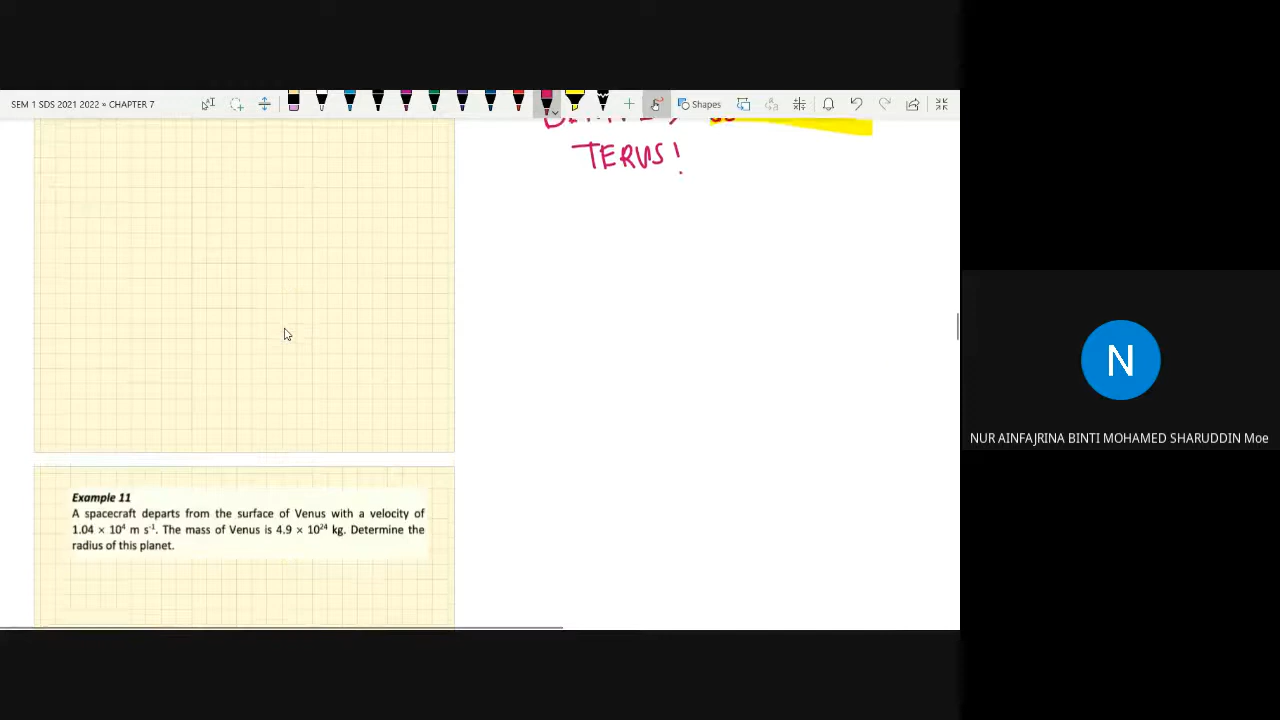 SEM 1 SDS 2021 2022 » CHAPTER 7
Shapes
TERUS!
Example 11
A spacecraft departs from the surface of Venus with a velocity of
1.04 × 10⁴ m s⁻¹. The mass of Venus is 4.9 × 10²⁴ kg. Determine the
radius of this planet.
N
NUR AINFAJRINA BINTI MOHAMED SHARUDDIN Moe